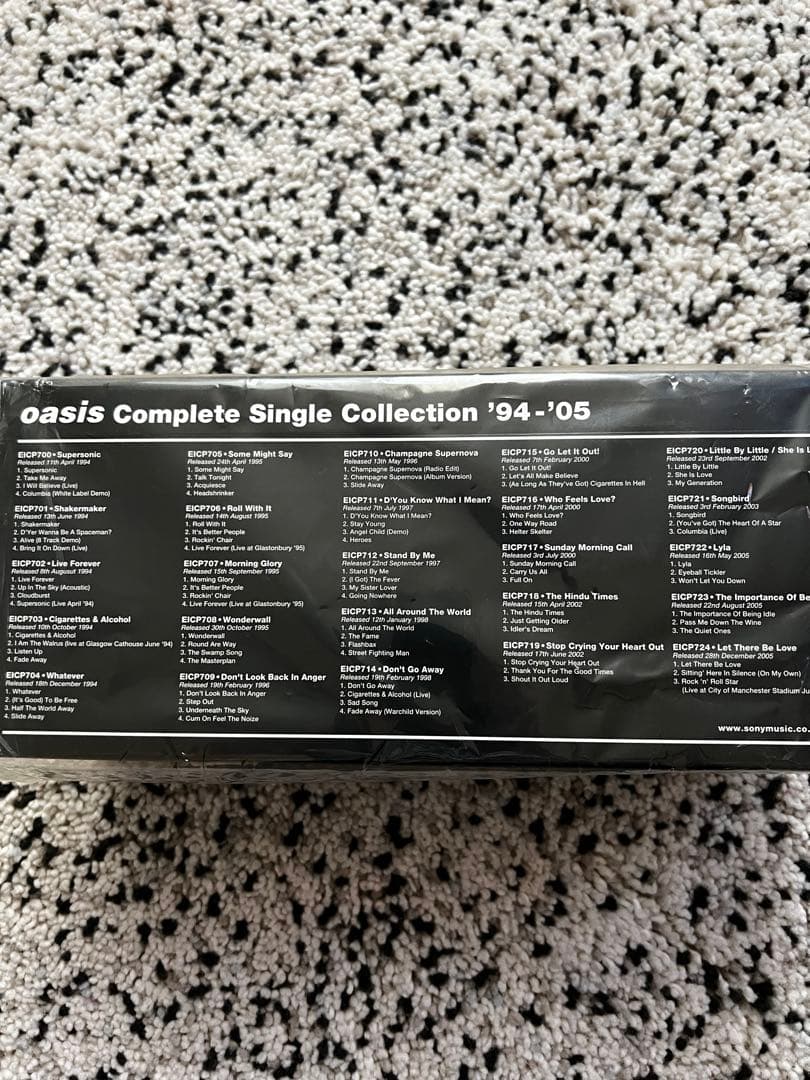 oasis Complete Single Collection '94-'05
EICP700•Supersonic
Released 11th April 1994
1. Supersonic
2. Take Me Away
3. I Will Believe (Live)
4. Columbia (White Label Demo)
EICP701•Shakermaker
Released 13th June 1994
1. Shakermaker
2. D'Yer Wanna Be A Spaceman?
3. Alive (8 Track Demo)
4. Bring It On Down (Live)
EICP702•Live Forever
Released 8th August 1994
1. Live Forever
2. Up In The Sky (Acoustic)
3. Cloudburst
4. Supersonic (Live April '94)
EICP703•Cigarettes & Alcohol
Released 10th October 1994
1. Cigarettes & Alcohol
2. I Am The Walrus (live at Glasgow Cathouse June '94)
3. Listen Up
4. Fade Away
EICP704•Whatever
Released 18th December 1994
1. Whatever
2. (It's Good) To Be Free
3. Half The World Away
4. Slide Away
EICP705•Some Might Say
Released 24th April 1995
1. Some Might Say
2. Talk Tonight
3. Acquiesce
4. Headshrinker
EICP706•Roll With It
Released 14th August 1995
1. Roll With It
2. It's Better People
3. Rockin' Chair
4. Live Forever (Live at Glastonbury '95)
EICP707•Morning Glory
Released 15th September 1995
1. Morning Glory
2. It's Better People
3. Rockin' Chair
4. Live Forever (Live at Glastonbury '95)
EICP708•Wonderwall
Released 30th October 1995
1. Wonderwall
2. Round Are Way
3. The Swamp Song
4. The Masterplan
EICP709•Don't Look Back In Anger
Released 19th February 1996
1. Don't Look Back In Anger
2. Step Out
3. Underneath The Sky
4. Cum On Feel The Noize
EICP710•Champagne Supernova
Released 13th May 1996
1. Champagne Supernova (Radio Edit)
2. Champagne Supernova (Album Version)
3. Slide Away
EICP711•D'You Know What I Mean?
Released 7th July 1997
1. D'You Know What I Mean?
2. Stay Young
3. Angel Child (Demo)
4. Heroes
EICP712•Stand By Me
Released 22nd September 1997
1. Stand By Me
2. (I Got) The Fever
3. My Sister Lover
4. Going Nowhere
EICP713•All Around The World
Released 12th January 1998
1. All Around The World
2. The Fame
3. Flashbax
4. Street Fighting Man
EICP714•Don't Go Away
Released 19th February 1998
1. Don't Go Away
2. Cigarettes & Alcohol (Live)
3. Sad Song
4. Fade Away (Warchild Version)
EICP715•Go Let It Out!
Released 7th February 2000
1. Go Let It Out!
2. Let's All Make Believe
3. (As Long As They've Got) Cigarettes In Hell
EICP716•Who Feels Love?
Released 17th April 2000
1. Who Feels Love?
2. One Way Road
3. Helter Skelter
EICP717•Sunday Morning Call
Released 3rd July 2000
1. Sunday Morning Call
2. Carry Us All
3. Full On
EICP718•The Hindu Times
Released 15th April 2002
1. The Hindu Times
2. Just Getting Older
3. Idler's Dream
EICP719•Stop Crying Your Heart Out
Released 17th June 2002
1. Stop Crying Your Heart Out
2. Thank You For The Good Times
3. Shout It Out Loud
EICP720•Little By Little / She Is L
Released 23rd September 2002
1. Little By Little
2. She Is Love
3. My Generation
EICP721•Songbird
Released 3rd February 2003
1. Songbird
2. (You've Got) The Heart Of A Star
3. Columbia (Live)
EICP722•Lyla
Released 16th May 2005
1. Lyla
2. Eyeball Tickler
3. Won't Let You Down
EICP723•The Importance Of Be
Released 22nd August 2005
1. The Importance Of Being Idle
2. Pass Me Down The Wine
3. The Quiet Ones
EICP724•Let There Be Love
Released 28th December 2005
1. Let There Be Love
2. Sitting' Here In Silence (On My Own)
3. Rock 'n' Roll Star
(Live at City of Manchester Stadium
www.sonymusic.co.